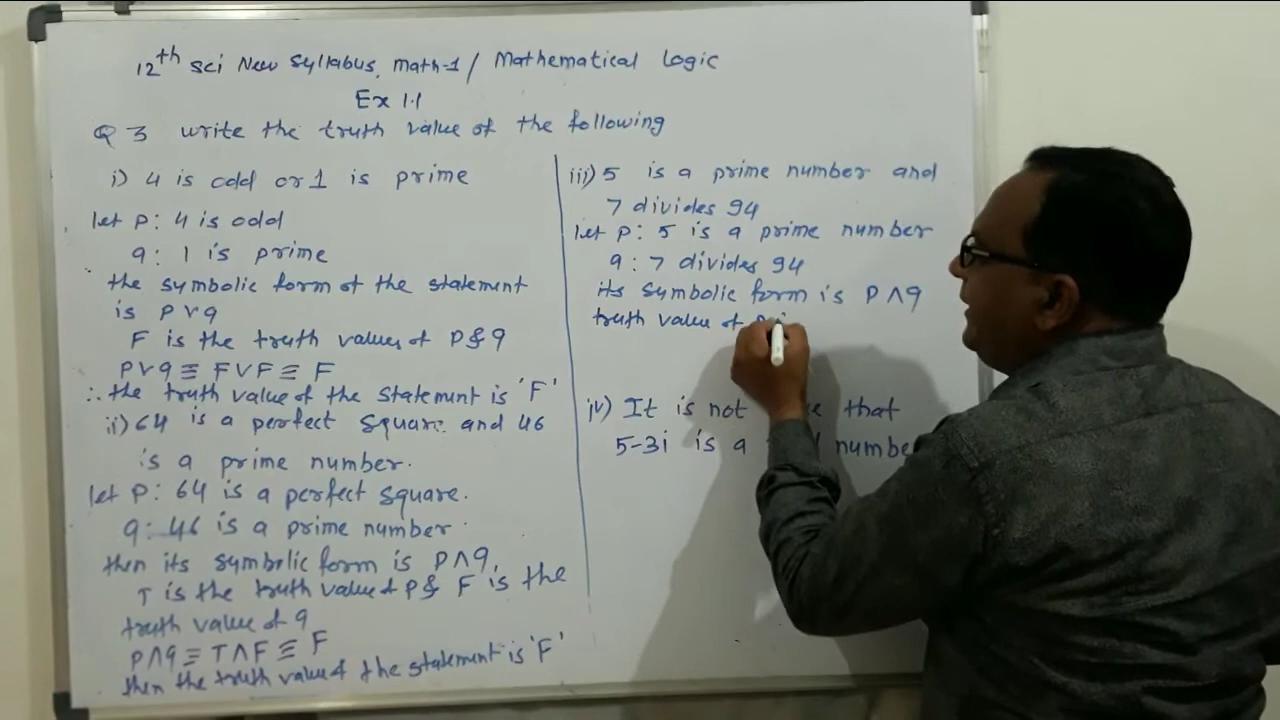 12th sci New Syllabus, math-1 / Mathematical Logic
Ex 1.1
Q 3 write the truth value of the following
i) 4 is odd or 1 is prime
let p: 4 is odd
q: 1 is prime
the symbolic form of the statement
is p ∨ q
F is the truth values of p & q
p ∨ q ≡ F ∨ F ≡ F
∴ the truth value of the statement is 'F'
ii) 64 is a perfect square and 46
is a prime number.
let p: 64 is a perfect square.
q: 46 is a prime number.
then its symbolic form is p ∧ q.
T is the truth value of p & F is the
truth value of q
p ∧ q ≡ T ∧ F ≡ F
then the truth value of the statement is 'F'
iii) 5 is a prime number and
7 divides 94
let p: 5 is a prime number
q: 7 divides 94
its symbolic form is p ∧ q
truth value of
iv) It is not that
5-3i is a number